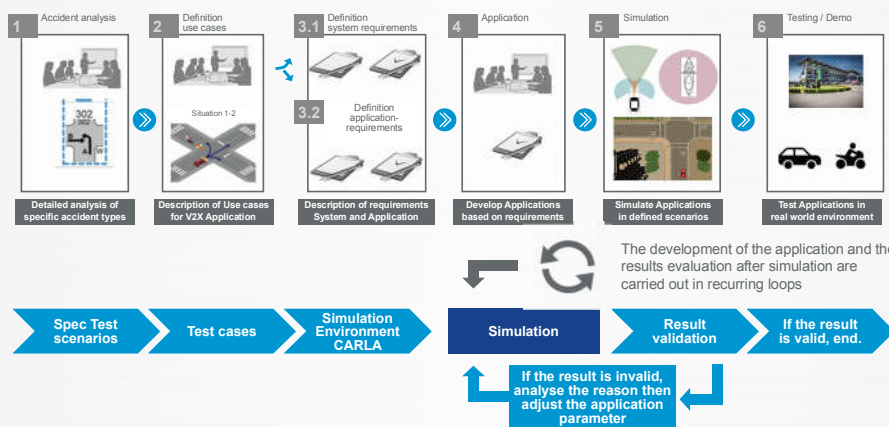 1
Accident analysis
302
202
A
W
Detailed analysis of
specific accident types
2
Definition
use cases
Situation 1-2
Description of Use cases
for V2X Application
3.1
Definition
system requirements
3.2
Definition
application-
requirements
Description of requirements
System and Application
4
Application
Develop Applications
based on requirements
5
Simulation
Simulate Applications
in defined scenarios
6
Testing / Demo
Test Applications in
real world environment
The development of the application and the
results evaluation after simulation are
carried out in recurring loops
Spec Test
scenarios
Test cases
Simulation
Environment
CARLA
Simulation
Result
validation
If the result
is valid, end.
If the result is invalid,
analyse the reason then
adjust the application
parameter